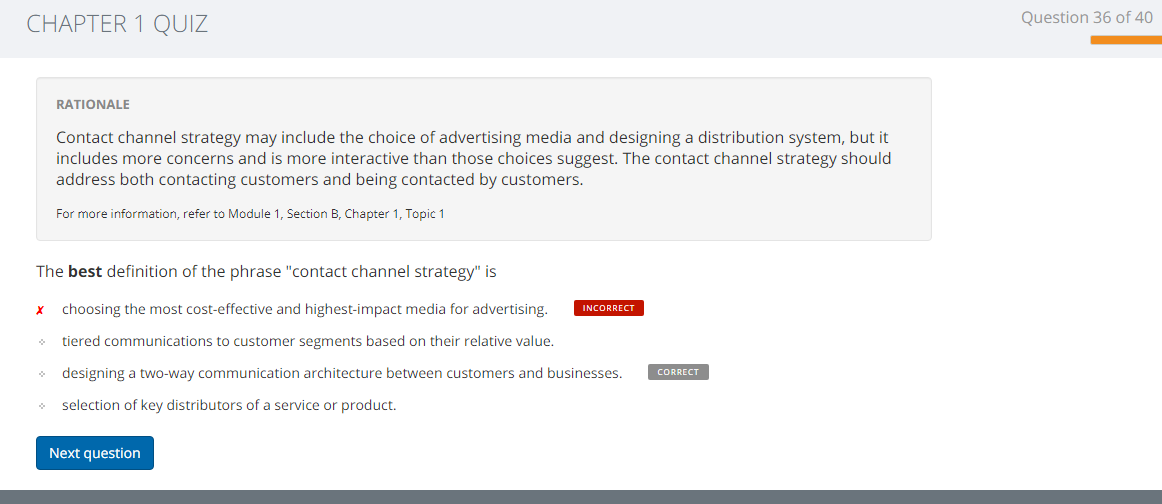 CHAPTER 1 QUIZ
Question 36 of 40
RATIONALE
Contact channel strategy may include the choice of advertising media and designing a distribution system, but it
includes more concerns and is more interactive than those choices suggest. The contact channel strategy should
address both contacting customers and being contacted by customers.
For more information, refer to Module 1, Section B, Chapter 1, Topic 1
The best definition of the phrase "contact channel strategy" is
choosing the most cost-effective and highest-impact media for advertising. INCORRECT
tiered communications to customer segments based on their relative value.
designing a two-way communication architecture between customers and businesses. CORRECT
selection of key distributors of a service or product.
Next question